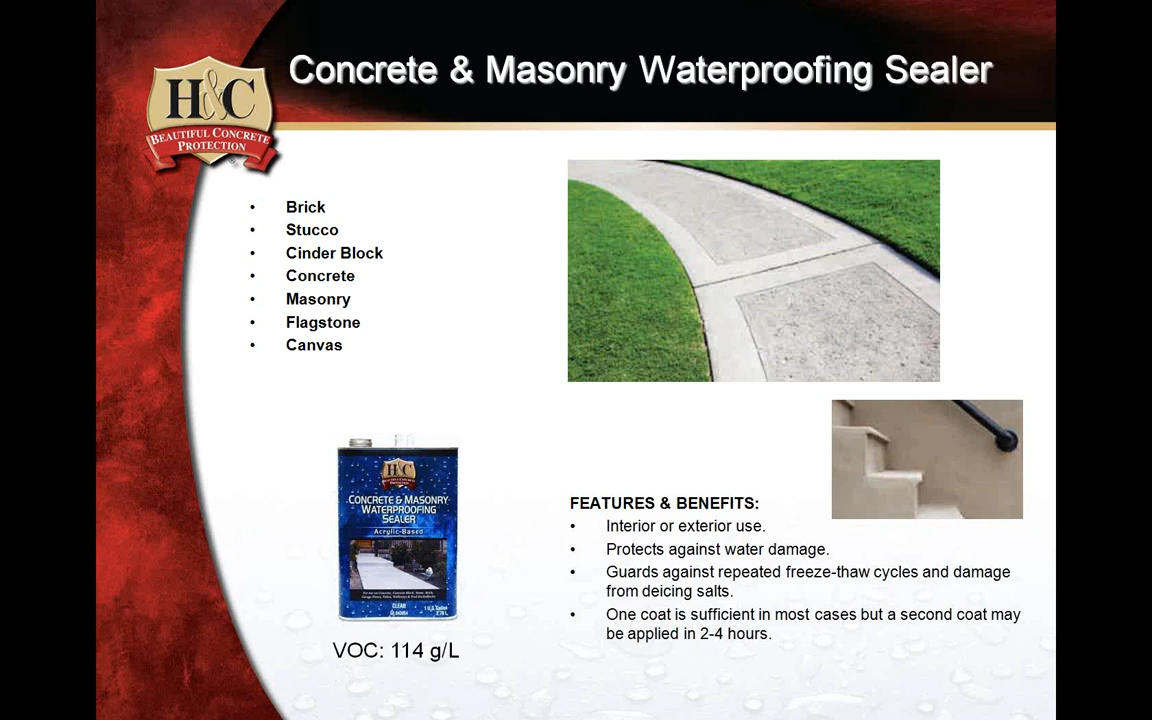 Concrete & Masonry Waterproofing Sealer
H&C
BEAUTIFUL CONCRETE
PROTECTION
• Brick
• Stucco
• Cinder Block
• Concrete
• Masonry
• Flagstone
• Canvas
H&C
CONCRETE & MASONRY
WATERPROOFING
SEALER
Acrylic-Based
CLEAR
1 U.S. Gallon
VOC: 114 g/L
FEATURES & BENEFITS:
• Interior or exterior use.
• Protects against water damage.
• Guards against repeated freeze-thaw cycles and damage
from deicing salts.
• One coat is sufficient in most cases but a second coat may
be applied in 2-4 hours.